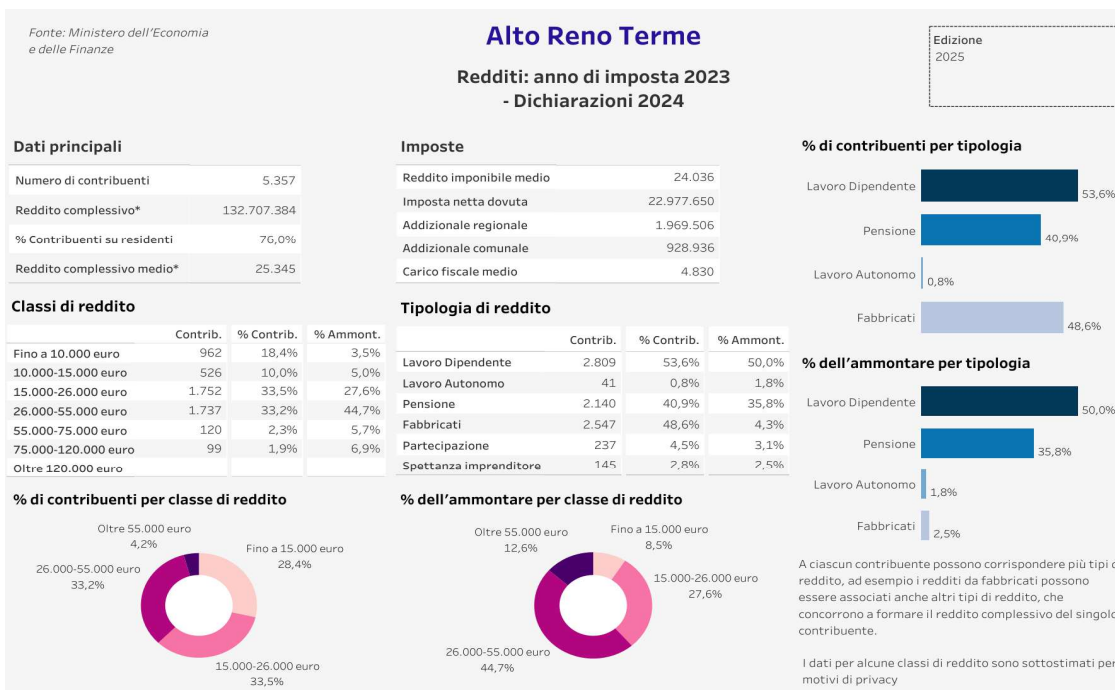 Fonte: Ministero dell'Economia
e delle Finanze
Alto Reno Terme
Redditi: anno di imposta 2023
- Dichiarazioni 2024
Edizione
2025
Dati principali
Numero di contribuenti 5.357
Reddito complessivo* 132.707.384
% Contribuenti su residenti 76,0%
Reddito complessivo medio* 25.345
Imposte
Reddito imponibile medio 24.036
Imposta netta dovuta 22.977.650
Addizionale regionale 1.969.506
Addizionale comunale 928.936
Carico fiscale medio 4.830
% di contribuenti per tipologia
Lavoro Dipendente 53,6%
Pensione 40,9%
Lavoro Autonomo 0,8%
Fabbricati 48,6%
Classi di reddito
Contrib. % Contrib. % Ammont.
Fino a 10.000 euro 962 18,4% 3,5%
10.000-15.000 euro 526 10,0% 5,0%
15.000-26.000 euro 1.752 33,5% 27,6%
26.000-55.000 euro 1.737 33,2% 44,7%
55.000-75.000 euro 120 2,3% 5,7%
75.000-120.000 euro 99 1,9% 6,9%
Oltre 120.000 euro
Tipologia di reddito
Contrib. % Contrib. % Ammont.
Lavoro Dipendente 2.809 53,6% 50,0%
Lavoro Autonomo 41 0,8% 1,8%
Pensione 2.140 40,9% 35,8%
Fabbricati 2.547 48,6% 4,3%
Partecipazione 237 4,5% 3,1%
Spettanza imprenditore 145 2,8% 2,5%
% dell'ammontare per tipologia
Lavoro Dipendente 50,0%
Pensione 35,8%
Lavoro Autonomo 1,8%
Fabbricati 2,5%
% di contribuenti per classe di reddito
Oltre 55.000 euro
4,2%
Fino a 15.000 euro
28,4%
26.000-55.000 euro
33,2%
15.000-26.000 euro
33,5%
% dell'ammontare per classe di reddito
Oltre 55.000 euro
12,6%
Fino a 15.000 euro
8,5%
15.000-26.000 euro
27,6%
26.000-55.000 euro
44,7%
A ciascun contribuente possono corrispondere più tipi
reddito, ad esempio i redditi da fabbricati possono
essere associati anche altri tipi di reddito, che
concorrono a formare il reddito complessivo del singolo
contribuente.
I dati per alcune classi di reddito sono sottostimati per
motivi di privacy